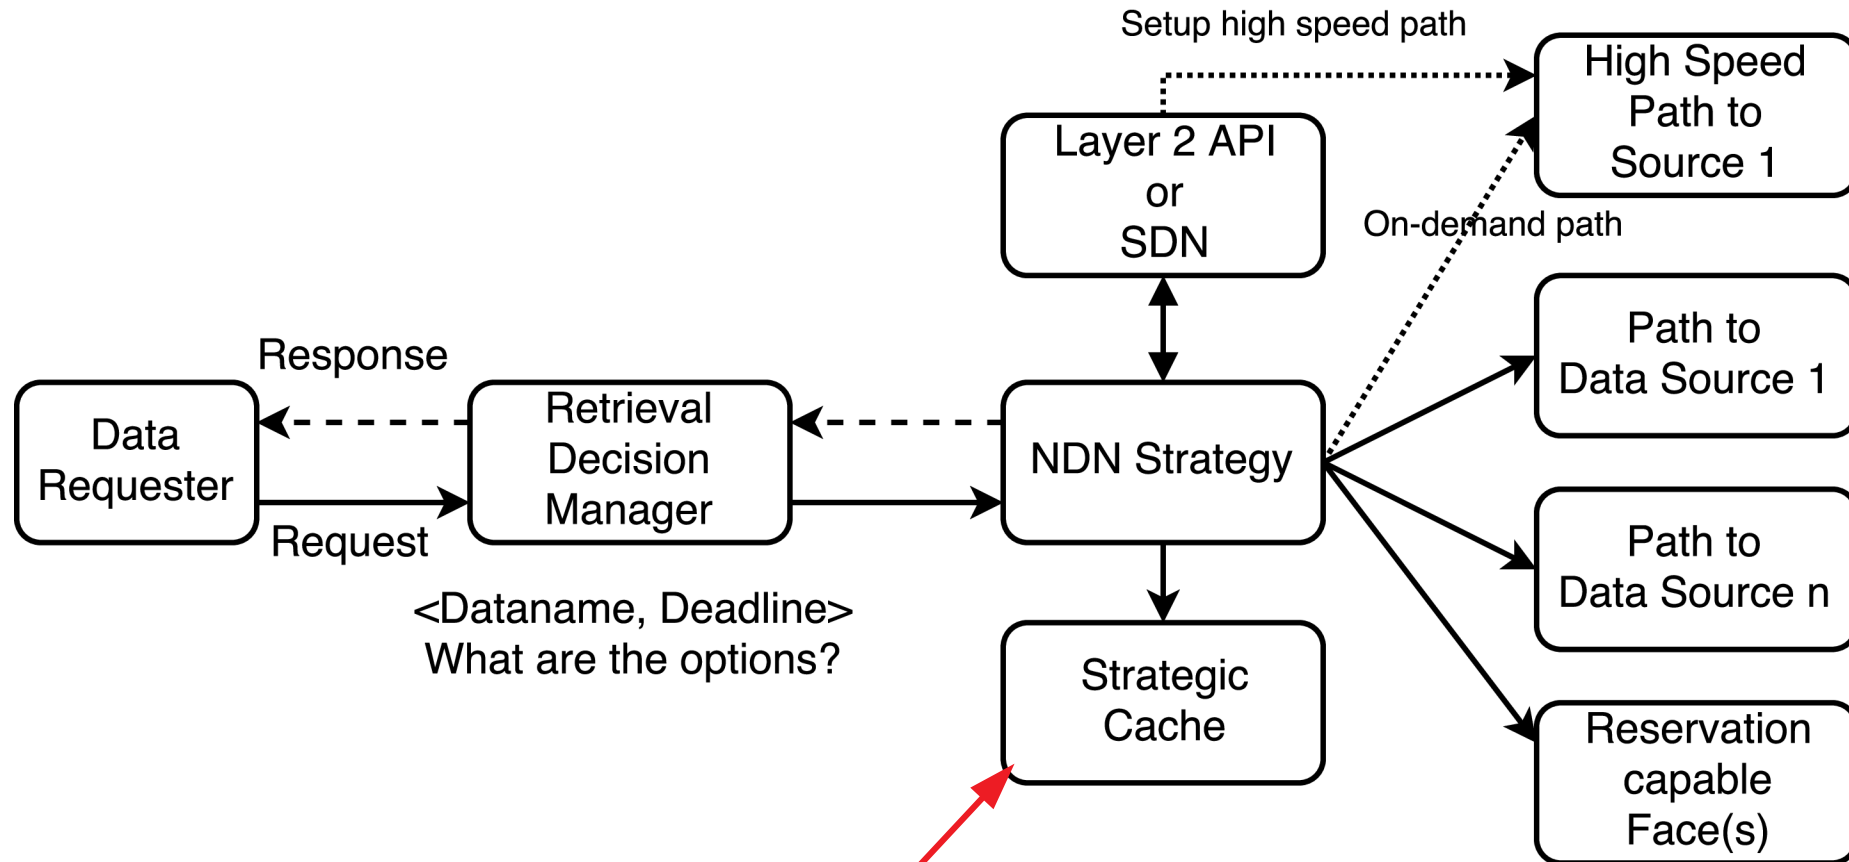 Setup high speed path
High Speed
Path to
Source 1
Layer 2 API
or
SDN
On-demand path
Path to
Data Source 1
Response
Data
Requester
Retrieval
Decision
Manager
NDN Strategy
Request
<Dataname, Deadline>
What are the options?
Path to
Data Source n
Strategic
Cache
Reservation
capable
Face(s)